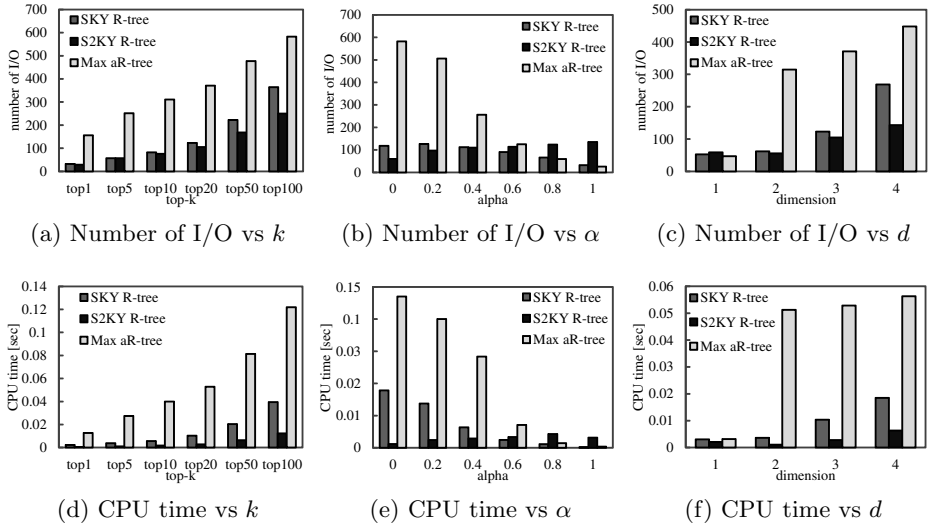 700
600
500
400
300
200
100
0
number of I/O
SKY R-tree
S2KY R-tree
Max aR-tree
top1 top5 top10 top20 top50 top100
top-k
(a) Number of I/O vs k
700
600
500
400
300
200
100
0
number of I/O
SKY R-tree
S2KY R-tree
Max aR-tree
0 0.2 0.4 0.6 0.8 1
alpha
(b) Number of I/O vs α
500
400
300
200
100
0
number of I/O
SKY R-tree
S2KY R-tree
Max aR-tree
1 2 3 4
dimension
(c) Number of I/O vs d
0.14
0.12
0.10
0.08
0.06
0.04
0.02
0
CPU time [sec]
SKY R-tree
S2KY R-tree
Max aR-tree
top1 top5 top10 top20 top50 top100
top-k
(d) CPU time vs k
0.15
0.1
0.03
0.02
0.01
0
CPU time [sec]
SKY R-tree
S2KY R-tree
Max aR-tree
0 0.2 0.4 0.6 0.8 1
alpha
(e) CPU time vs α
0.06
0.05
0.04
0.03
0.02
0.01
0
CPU time [sec]
SKY R-tree
S2KY R-tree
Max aR-tree
1 2 3 4
dimension
(f) CPU time vs d